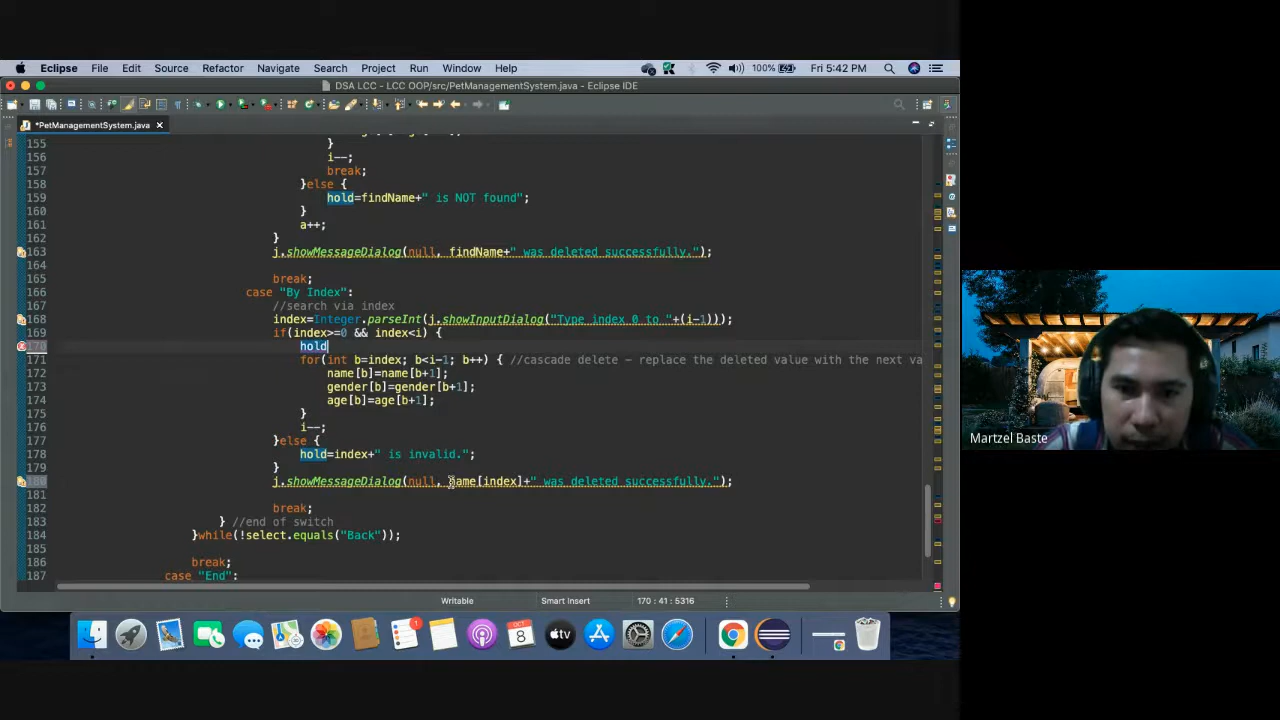 Eclipse File Edit Source Refactor Navigate Search Project Run Window Help 100% Fri 5:42 PM
DSA LCC - LCC OOP/src/PetManagementSystem.java - Eclipse IDE
*PetManagementSystem.java
155 }
156 i--;
157 break;
158 }else {
159 hold=findName+" is NOT found";
160 }
161 a++;
162 }
163 j.showMessageDialog(null, findName+" was deleted successfully.");
164
165 break;
166 case "By Index":
167 //search via index
168 index=Integer.parseInt(j.showInputDialog("Type index 0 to "+(i-1)));
169 if(index>=0 && index<i) {
170 hold
171 for(int b=index; b<i-1; b++) { //cascade delete - replace the deleted value with the next va
172 name[b]=name[b+1];
173 gender[b]=gender[b+1];
174 age[b]=age[b+1];
175 }
176 i--;
177 }else {
178 hold=index+" is invalid.";
179 }
180 j.showMessageDialog(null, name[index]+" was deleted successfully.");
181
182 break;
183 } //end of switch
184 }while(!select.equals("Back"));
185
186 break;
187 case "End":
Writable Smart Insert 170 : 41 : 5316
OCT
8
1
tv
Martzel Baste